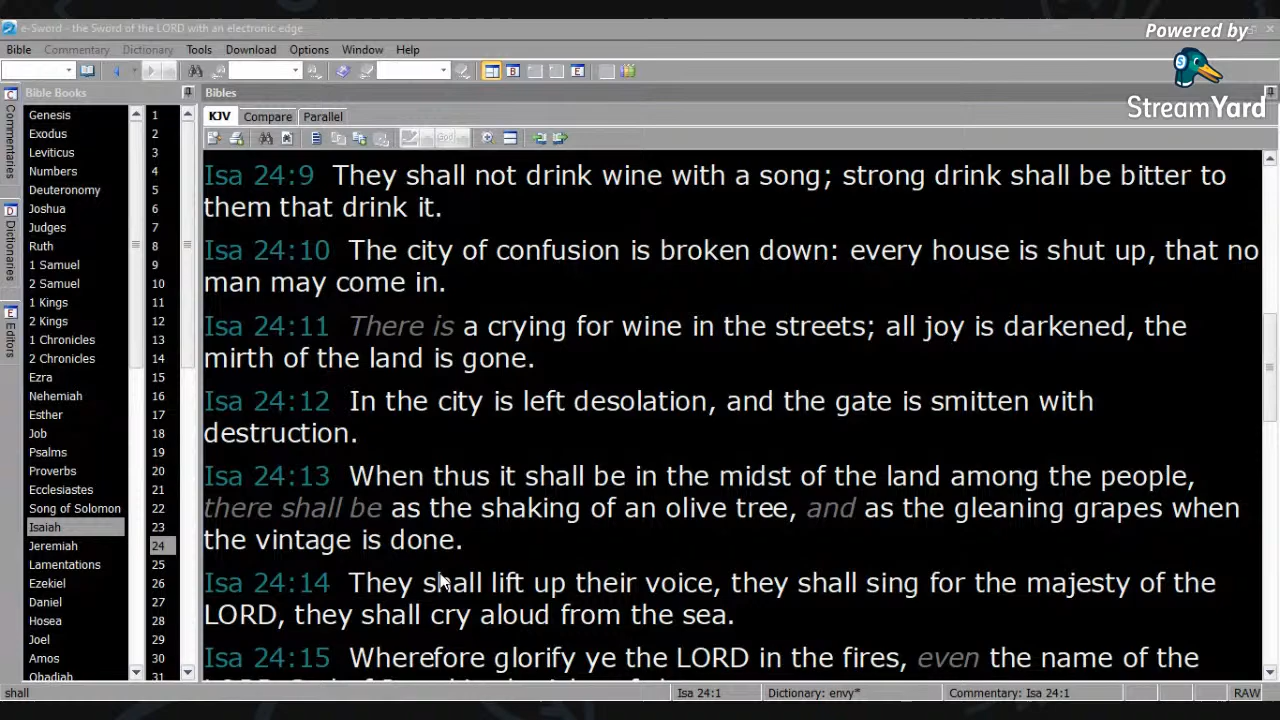 e-Sword - the Sword of the LORD with an electronic edge
Powered by
StreamYard
Bible Commentary Dictionary Tools Download Options Window Help
Bible Books
Bibles
KJV Compare Parallel
Commentaries
Dictionaries
Editors
Genesis 1
Exodus 2
Leviticus 3
Numbers 4
Deuteronomy 5
Joshua 6
Judges 7
Ruth 8
1 Samuel 9
2 Samuel 10
1 Kings 11
2 Kings 12
1 Chronicles 13
2 Chronicles 14
Ezra 15
Nehemiah 16
Esther 17
Job 18
Psalms 19
Proverbs 20
Ecclesiastes 21
Song of Solomon 22
Isaiah 23
Jeremiah 24
Lamentations 25
Ezekiel 26
Daniel 27
Hosea 28
Joel 29
Amos 30
Obadiah 31
Isa 24:9 They shall not drink wine with a song; strong drink shall be bitter to
them that drink it.
Isa 24:10 The city of confusion is broken down: every house is shut up, that no
man may come in.
Isa 24:11 There is a crying for wine in the streets; all joy is darkened, the
mirth of the land is gone.
Isa 24:12 In the city is left desolation, and the gate is smitten with
destruction.
Isa 24:13 When thus it shall be in the midst of the land among the people,
there shall be as the shaking of an olive tree, and as the gleaning grapes when
the vintage is done.
Isa 24:14 They shall lift up their voice, they shall sing for the majesty of the
LORD, they shall cry aloud from the sea.
Isa 24:15 Wherefore glorify ye the LORD in the fires, even the name of the
shall Isa 24:1 Dictionary: envy* Commentary: Isa 24:1 RAW